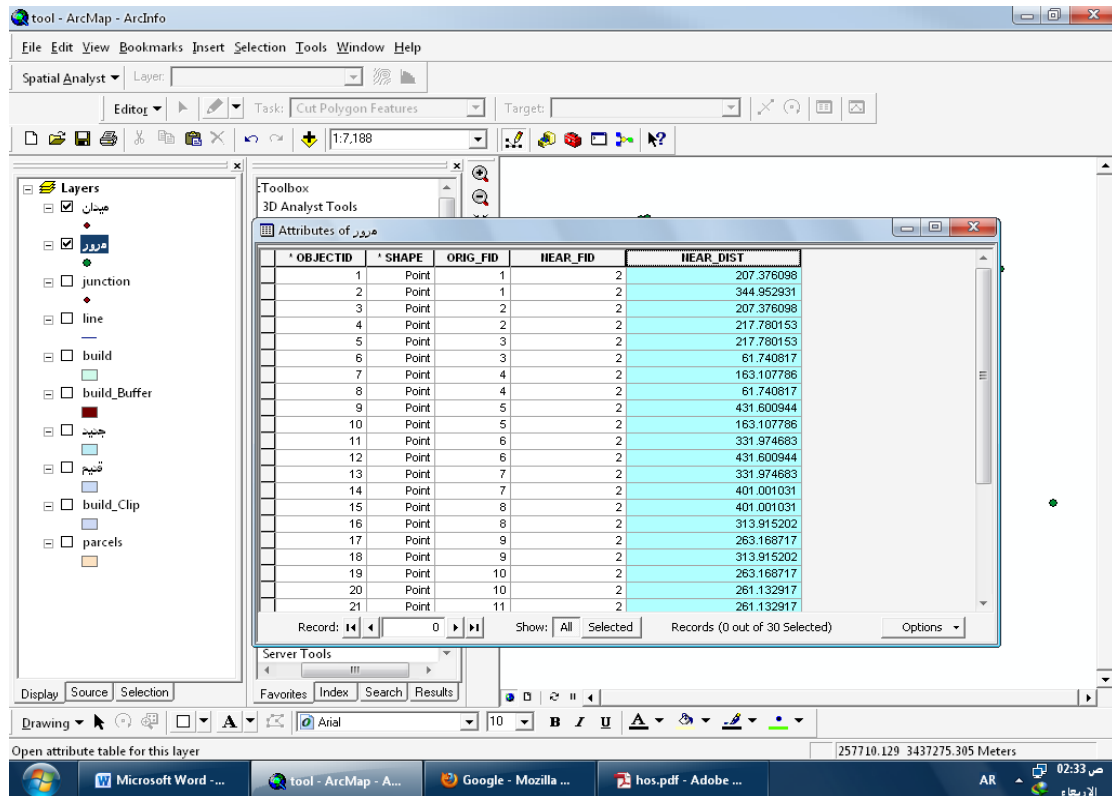 tool - ArcMap - ArcInfo
File Edit View Bookmarks Insert Selection Tools Window Help
Spatial Analyst Layer:
Editor Task: Cut Polygon Features Target:
1:7,188
Layers
ميدان
مرور
junction
line
build
build_Buffer
جنيد
قنيم
build_Clip
parcels
Display Source Selection
:Toolbox
3D Analyst Tools
Attributes of مرور
* OBJECTID * SHAPE ORIG_FID NEAR_FID NEAR_DIST
1 Point 1 2 207.376098
2 Point 1 2 344.952931
3 Point 2 2 207.376098
4 Point 2 2 217.780153
5 Point 3 2 217.780153
6 Point 3 2 61.740817
7 Point 4 2 163.107786
8 Point 4 2 61.740817
9 Point 5 2 431.600944
10 Point 5 2 163.107786
11 Point 6 2 331.974683
12 Point 6 2 431.600944
13 Point 7 2 331.974683
14 Point 7 2 401.001031
15 Point 8 2 401.001031
16 Point 8 2 313.915202
17 Point 9 2 263.168717
18 Point 9 2 313.915202
19 Point 10 2 263.168717
20 Point 10 2 261.132917
21 Point 11 2 261.132917
Record: 0 Show: All Selected Records (0 out of 30 Selected) Options
Server Tools
Favorites Index Search Results
Drawing A Arial 10 B I U A
Open attribute table for this layer 257710.129 3437275.305 Meters
Microsoft Word -... tool - ArcMap - A... Google - Mozilla ... hos.pdf - Adobe ... AR 02:33 ص
الاربعاء